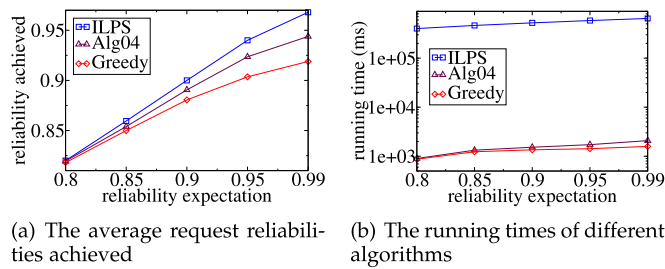 reliability achieved
0.95
0.9
0.85
ILPS
Alg04
Greedy
0.8 0.85 0.9 0.95 0.99
reliability expectation
(a) The average request reliabili-
ties achieved
running time (ms)
1e+05
1e+04
1e+03
ILPS
Alg04
Greedy
0.8 0.85 0.9 0.95 0.99
reliability expectation
(b) The running times of different
algorithms